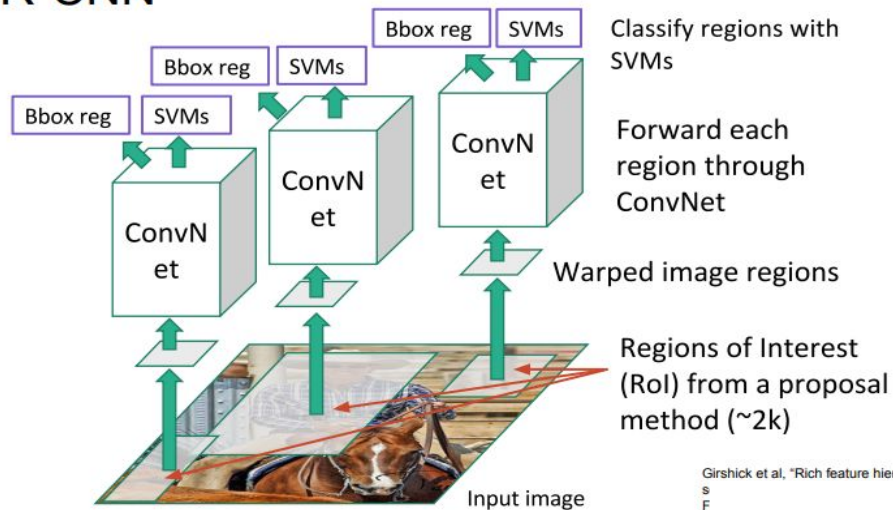 R-CNN
Bbox reg
SVMs
Classify regions with
SVMs
Bbox reg
SVMs
Bbox reg
SVMs
Forward each
region through
ConvNet
ConvN
et
ConvN
et
ConvN
et
Warped image regions
Regions of Interest
(RoI) from a proposal
method (~2k)
Input image
Girshick et al, "Rich feature hier
s
F